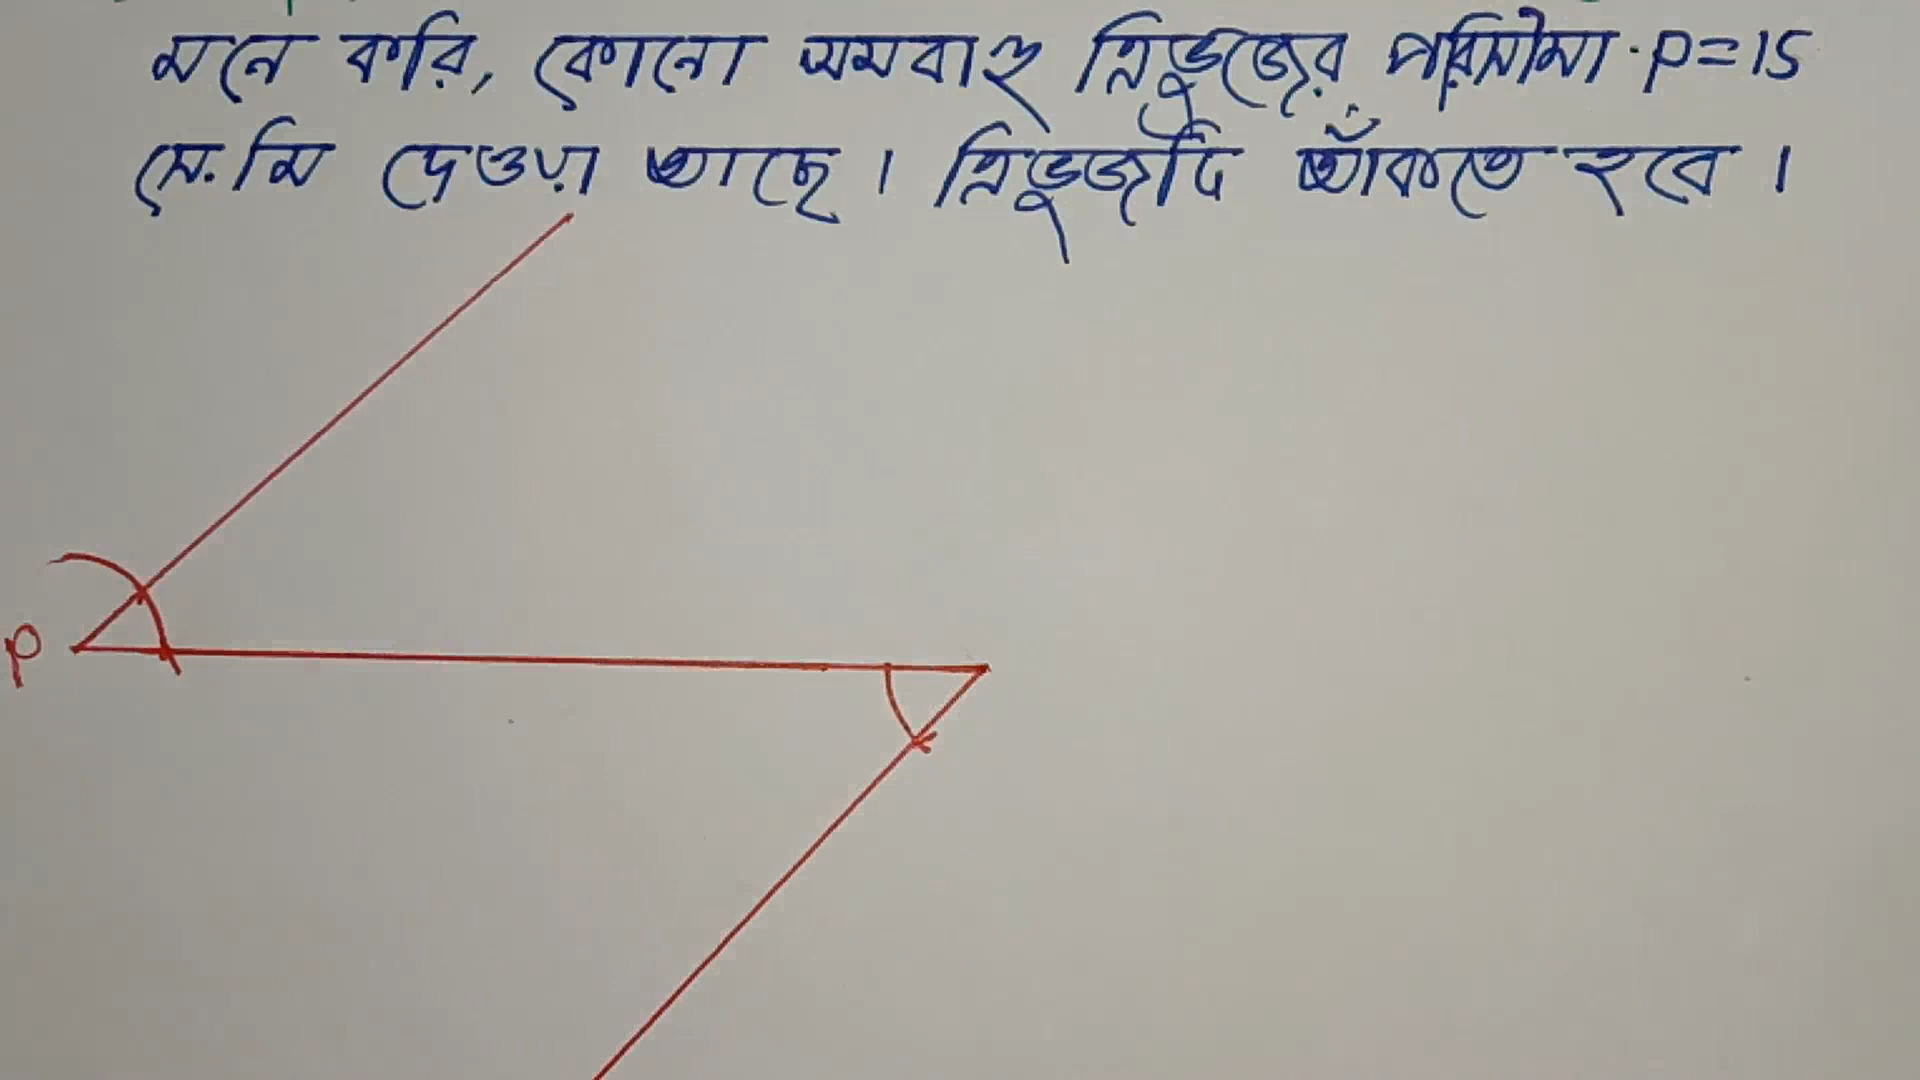 মনে করি, কোনো সমবাহু ত্রিভুজের পরিসীমা p=15
সে.মি দেওয়া আছে। ত্রিভুজটি আঁকতে হবে।
P